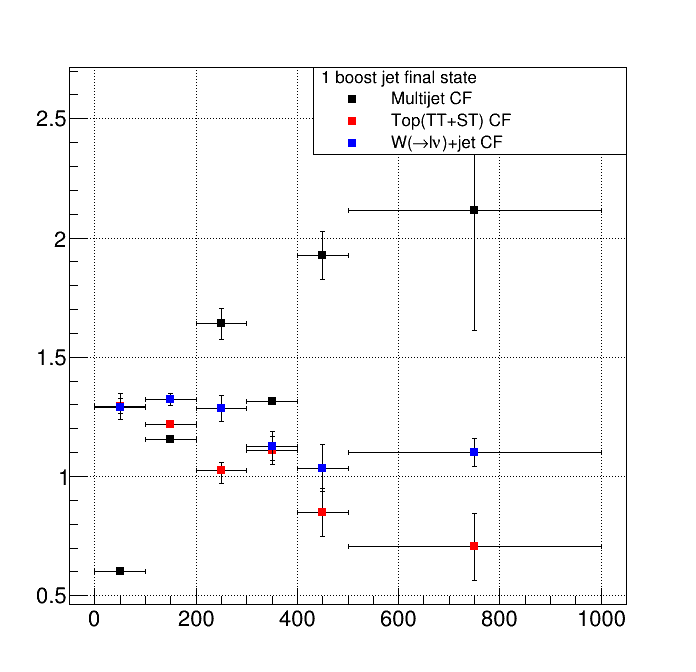 1 boost jet final state
Multijet CF
Top(TT+ST) CF
W(→lν)+jet CF
2.5
2
1.5
1
0.5
0 200 400 600 800 1000